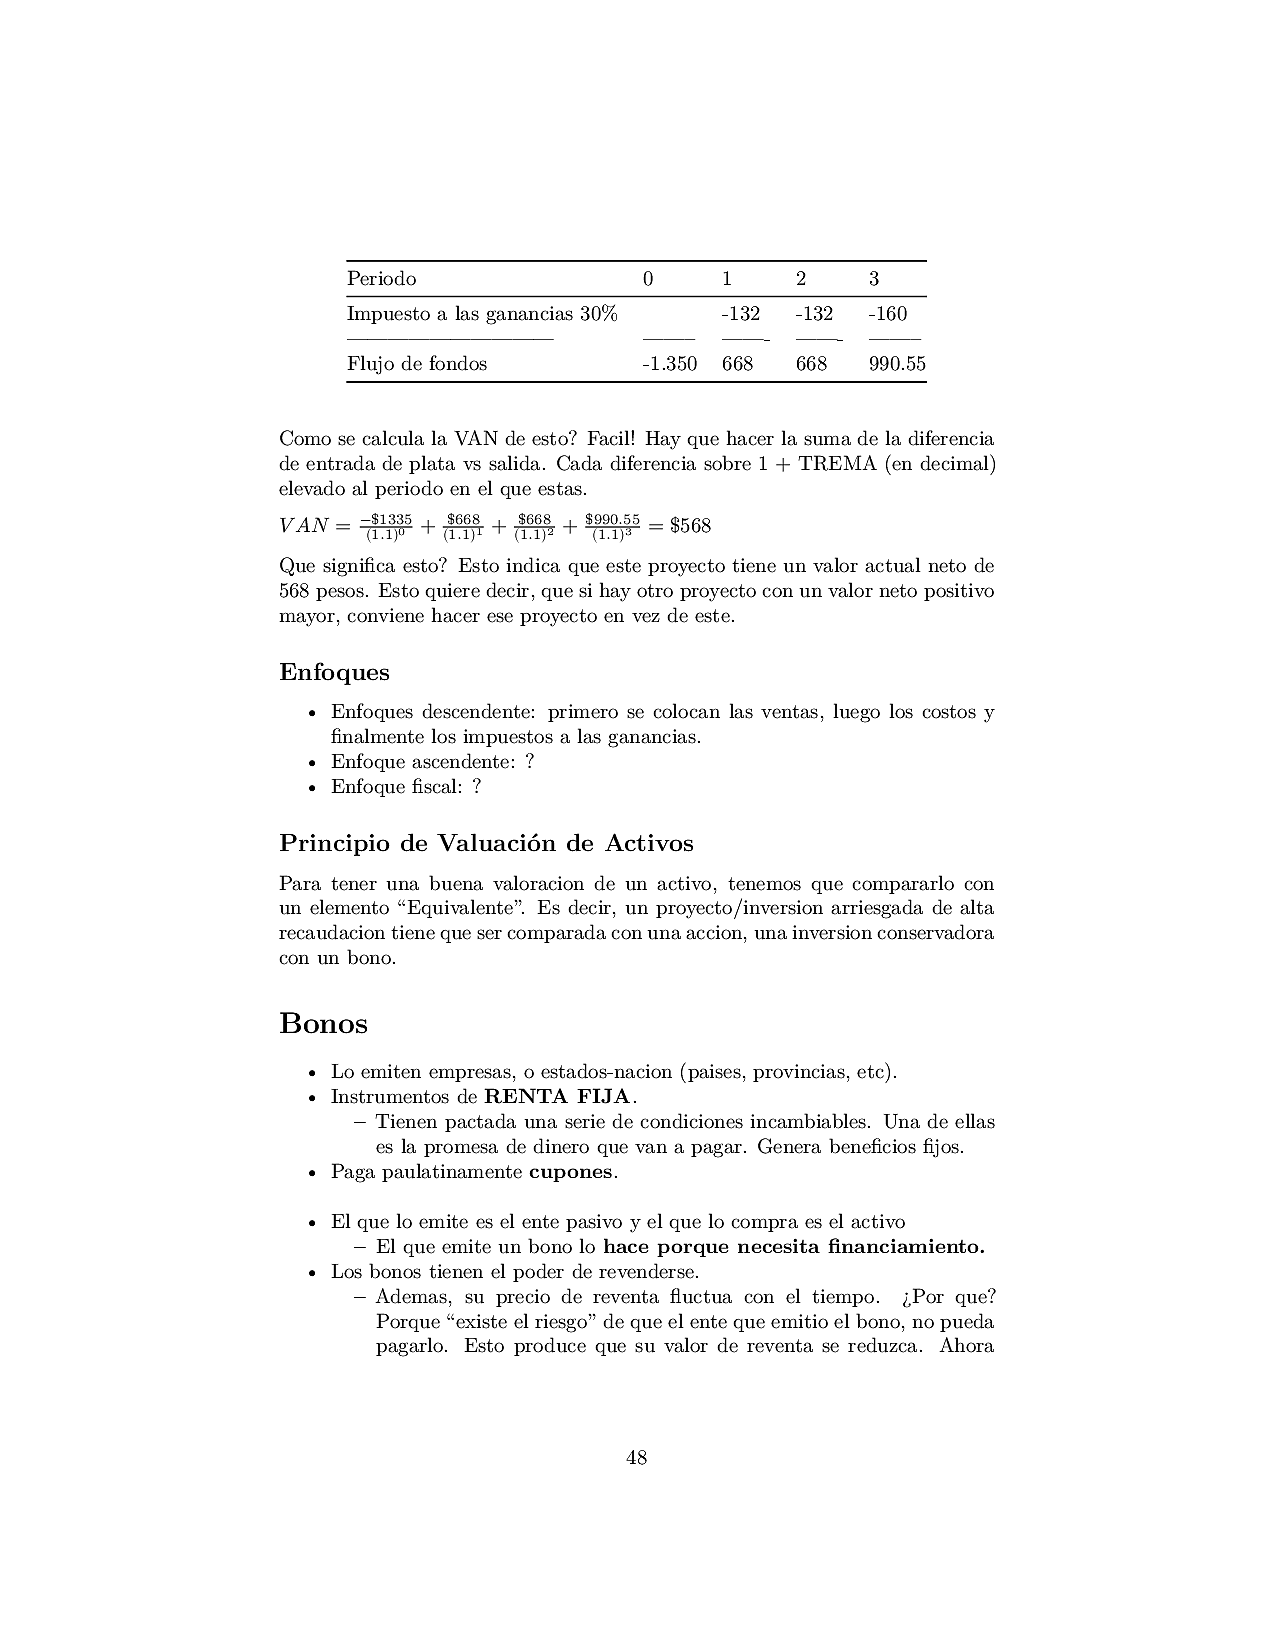 Periodo 0 1 2 3
Impuesto a las ganancias 30% -132 -132 -160
Flujo de fondos -1.350 668 668 990.55
Como se calcula la VAN de esto? Facil! Hay que hacer la suma de la diferencia
de entrada de plata vs salida. Cada diferencia sobre 1 + TREMA (en decimal)
elevado al periodo en el que estas.
VAN = \frac{-$1335}{(1.1)^0} + \frac{$668}{(1.1)^1} + \frac{$668}{(1.1)^2} + \frac{$990.55}{(1.1)^3} = $568
Que significa esto? Esto indica que este proyecto tiene un valor actual neto de
568 pesos. Esto quiere decir, que si hay otro proyecto con un valor neto positivo
mayor, conviene hacer ese proyecto en vez de este.
Enfoques
• Enfoques descendente: primero se colocan las ventas, luego los costos y
finalmente los impuestos a las ganancias.
• Enfoque ascendente: ?
• Enfoque fiscal: ?
Principio de Valuación de Activos
Para tener una buena valoracion de un activo, tenemos que compararlo con
un elemento “Equivalente”. Es decir, un proyecto/inversion arriesgada de alta
recaudacion tiene que ser comparada con una accion, una inversion conservadora
con un bono.
Bonos
• Lo emiten empresas, o estados-nacion (paises, provincias, etc).
• Instrumentos de RENTA FIJA.
– Tienen pactada una serie de condiciones incambiables. Una de ellas
es la promesa de dinero que van a pagar. Genera beneficios fijos.
• Paga paulatinamente cupones.
• El que lo emite es el ente pasivo y el que lo compra es el activo
– El que emite un bono lo hace porque necesita financiamiento.
• Los bonos tienen el poder de revenderse.
– Ademas, su precio de reventa fluctua con el tiempo. ¿Por que?
Porque “existe el riesgo” de que el ente que emitio el bono, no pueda
pagarlo. Esto produce que su valor de reventa se reduzca. Ahora
48